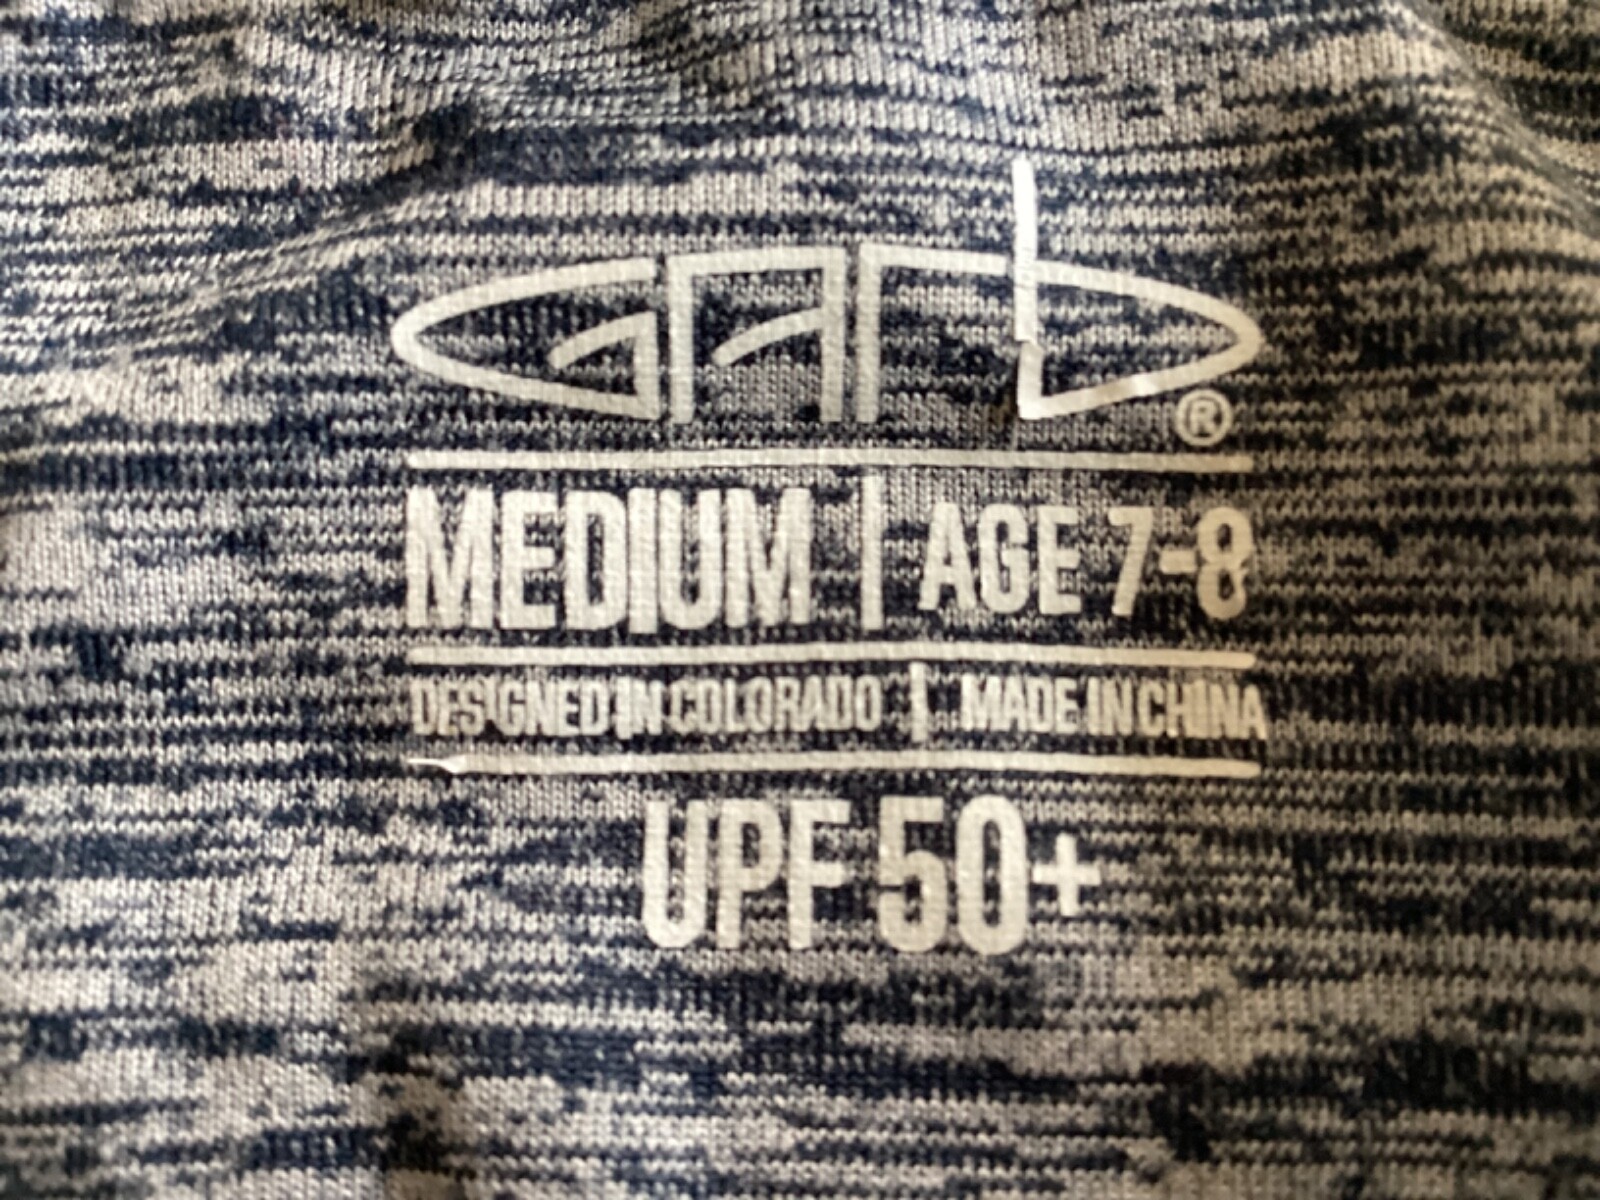 garb®
MEDIUM | AGE 7-8
DESIGNED IN COLORADO | MADE IN CHINA
UPF 50+